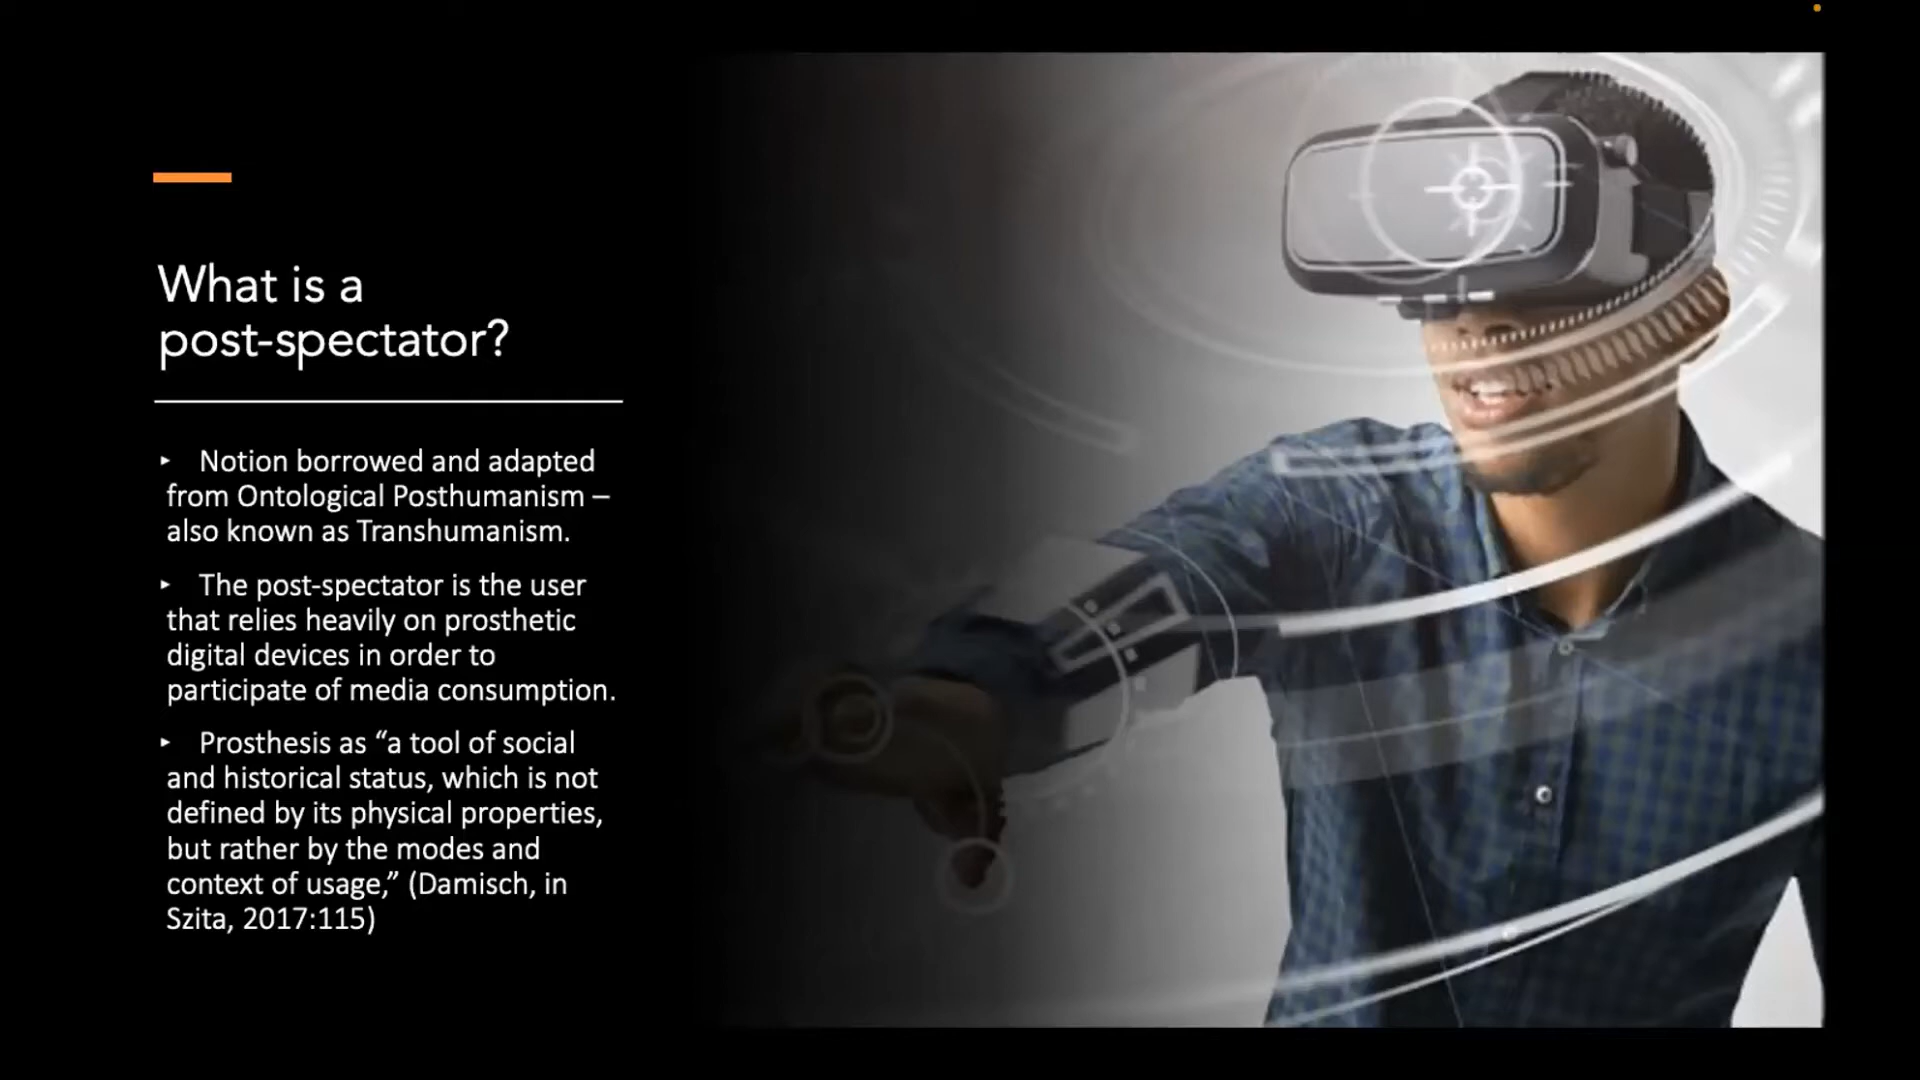 What is a
post-spectator?
‣ Notion borrowed and adapted
from Ontological Posthumanism –
also known as Transhumanism.
‣ The post-spectator is the user
that relies heavily on prosthetic
digital devices in order to
participate of media consumption.
‣ Prosthesis as “a tool of social
and historical status, which is not
defined by its physical properties,
but rather by the modes and
context of usage,” (Damisch, in
Szita, 2017:115)